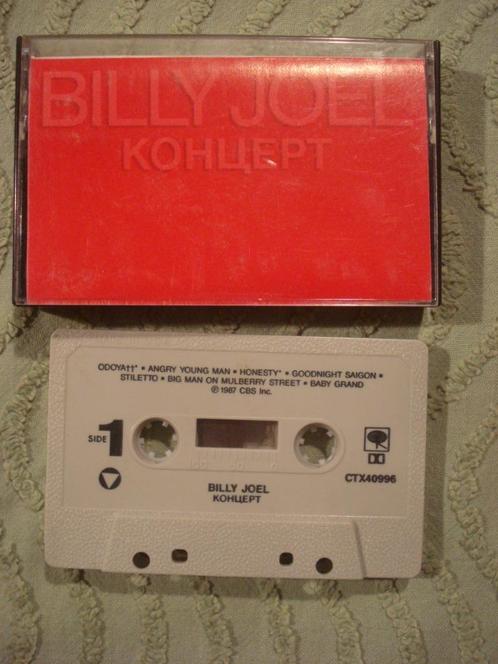 BILLY JOEL
КОНЦЕРТ
ODOYA††* • ANGRY YOUNG MAN • HONESTY* • GOODNIGHT SAIGON •
STILETTO • BIG MAN ON MULBERRY STREET • BABY GRAND
℗ 1987 CBS Inc.
SIDE 1
CTX40996
BILLY JOEL
КОНЦЕРТ